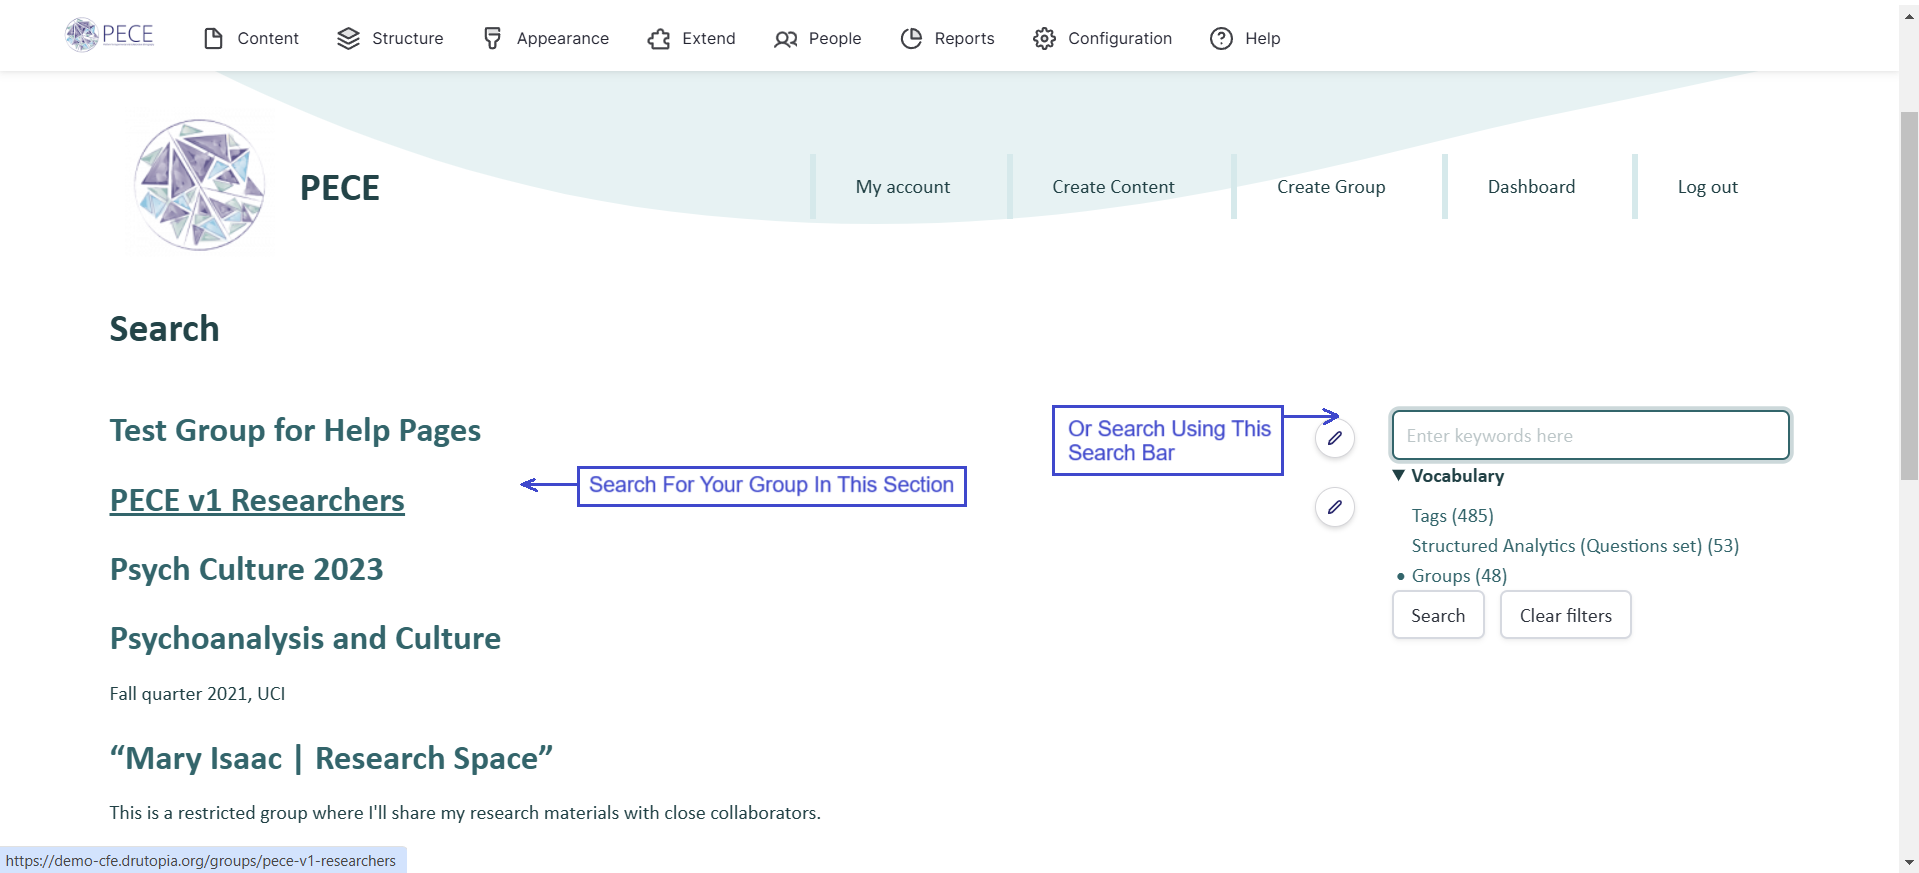 PECE
Content
Structure
Appearance
Extend
People
Reports
Configuration
Help
PECE
My account
Create Content
Create Group
Dashboard
Log out
Search
Test Group for Help Pages
Or Search Using This
Search Bar
Enter keywords here
PECE v1 Researchers
Search For Your Group In This Section
▼ Vocabulary
Tags (485)
Structured Analytics (Questions set) (53)
• Groups (48)
Search
Clear filters
Psych Culture 2023
Psychoanalysis and Culture
Fall quarter 2021, UCI
“Mary Isaac | Research Space”
This is a restricted group where I'll share my research materials with close collaborators.
https://demo-cfe.drutopia.org/groups/pece-v1-researchers